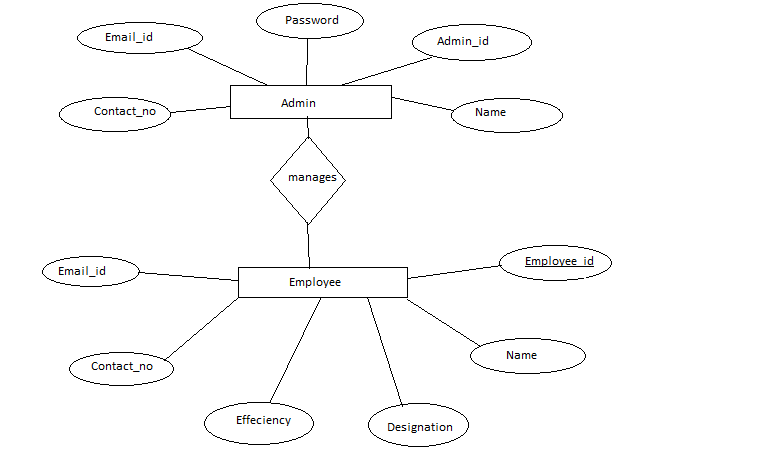 Password
Email_id
Admin_id
Admin
Contact_no
Name
manages
Employee_id
Email_id
Employee
Name
Contact_no
Effeciency
Designation